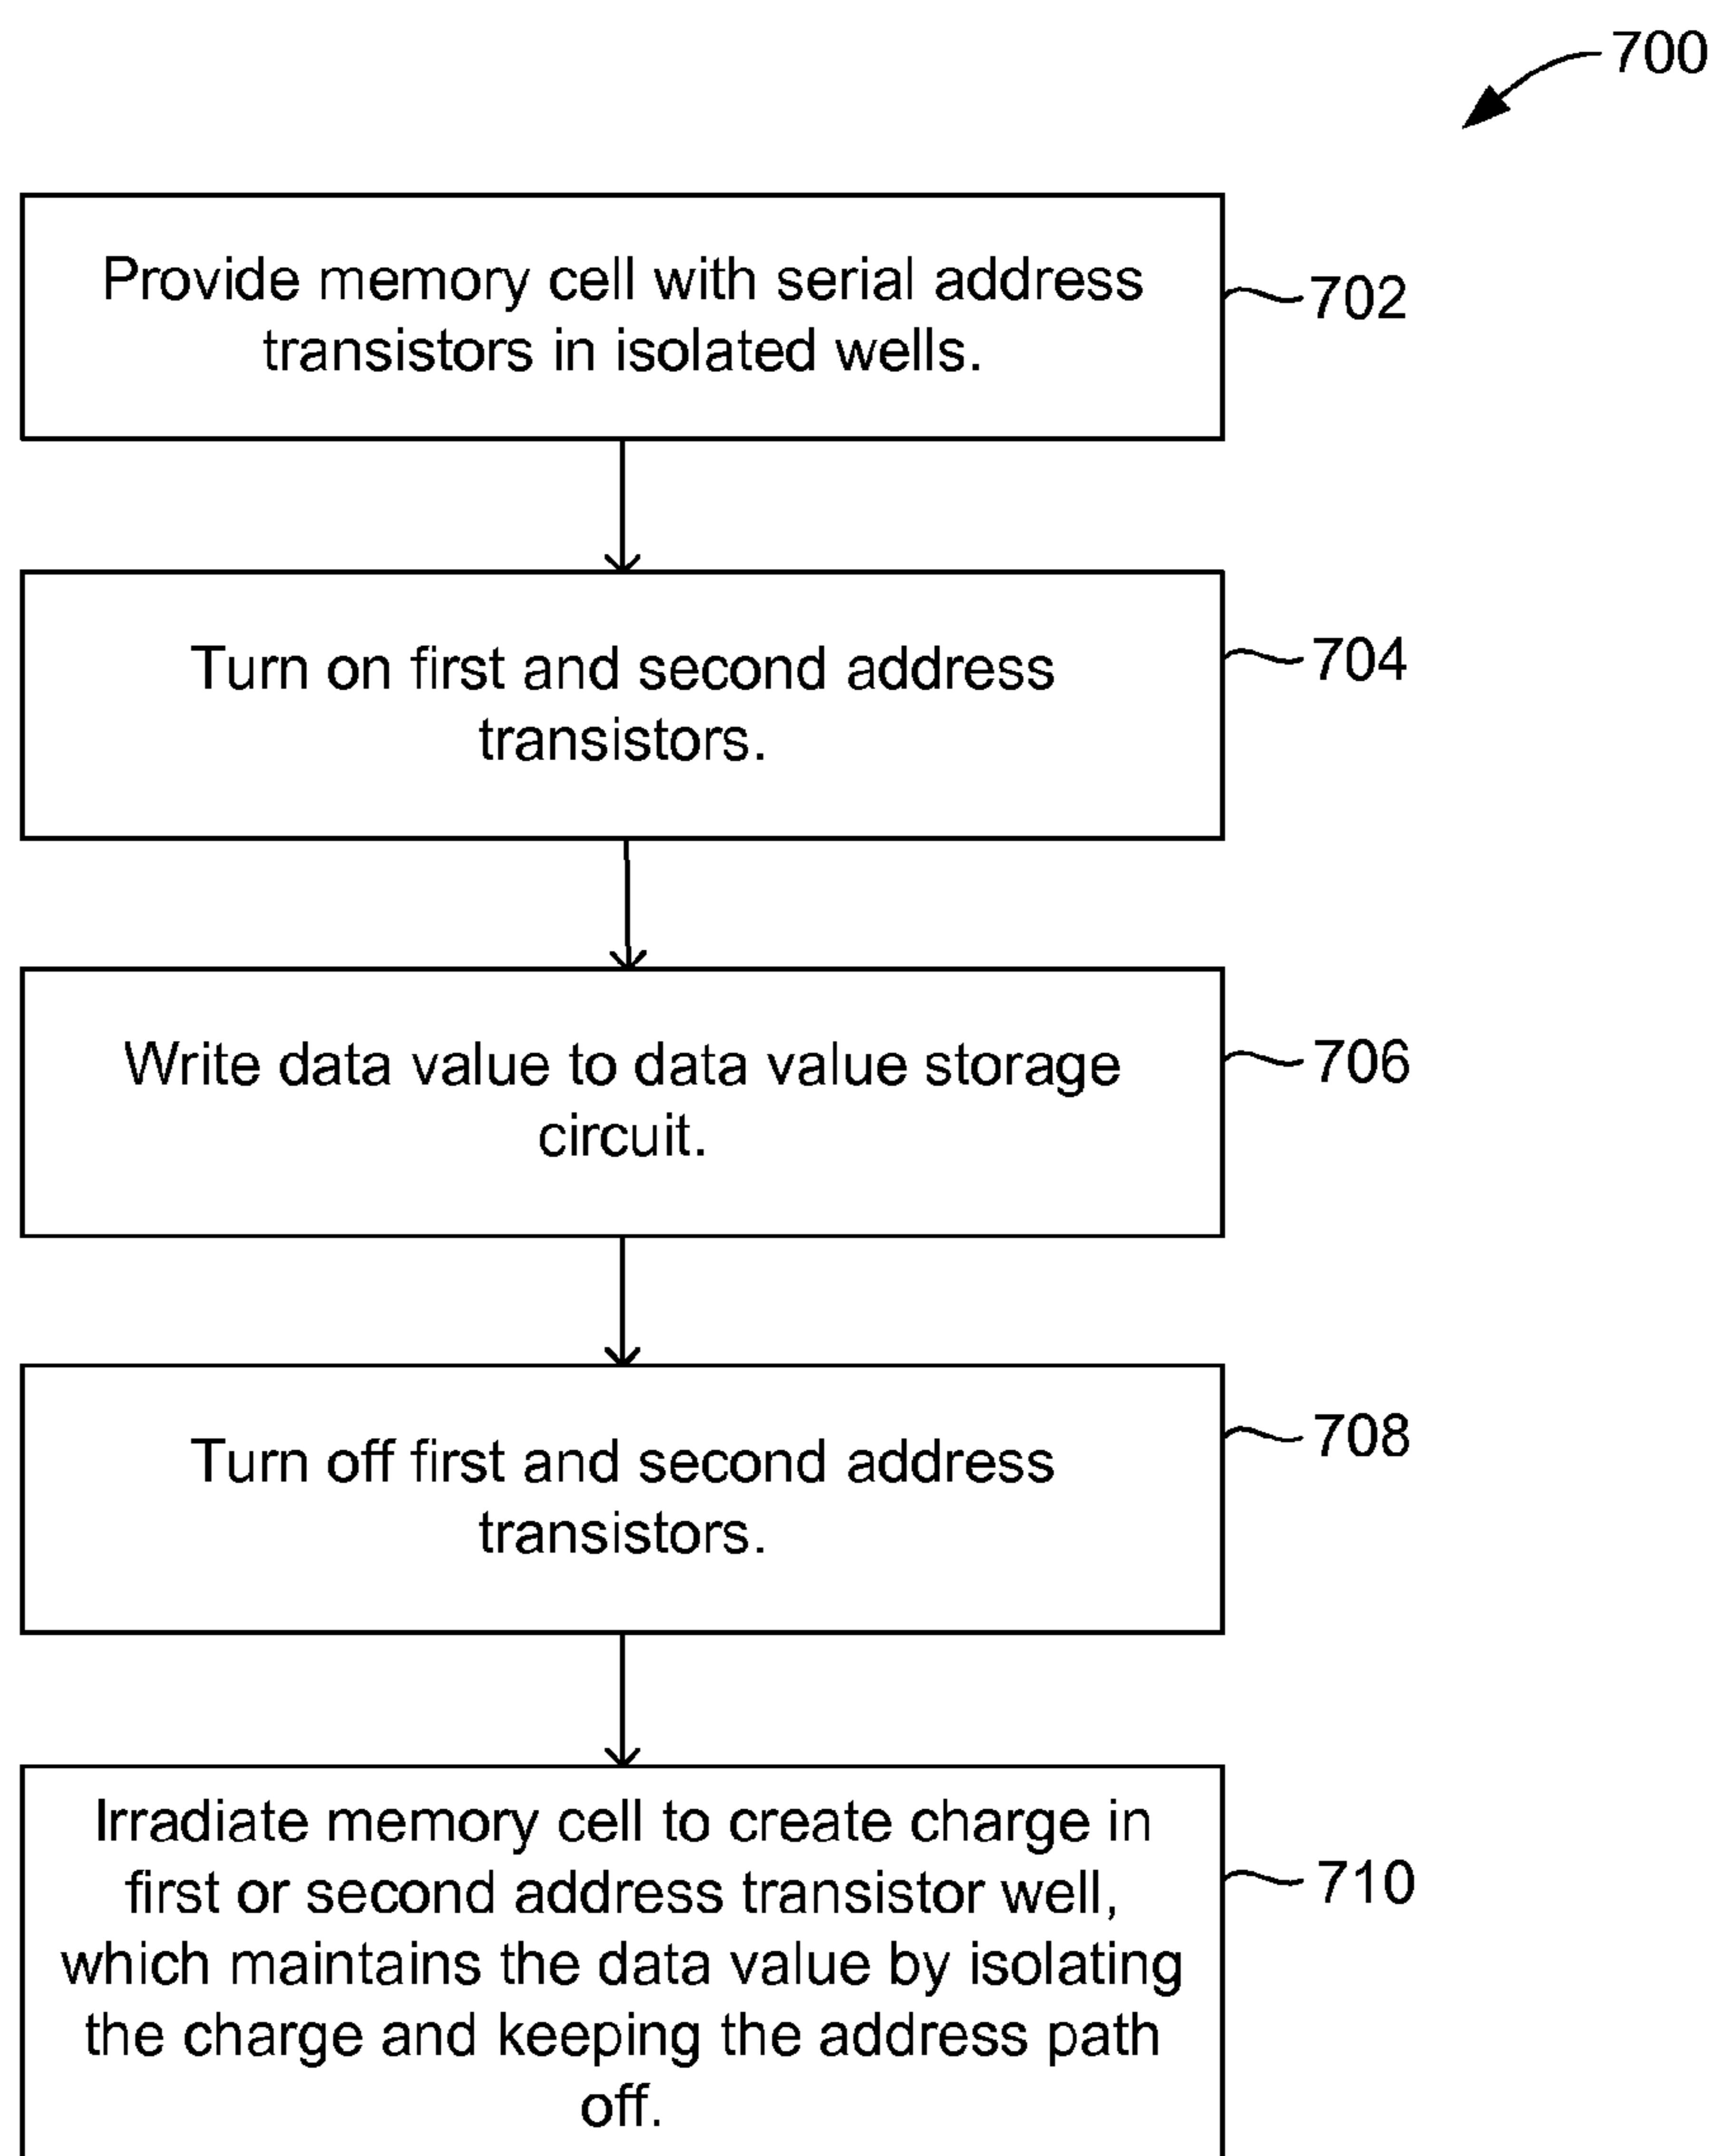 700
Provide memory cell with serial address
transistors in isolated wells.
702
Turn on first and second address
transistors.
704
Write data value to data value storage
circuit.
706
Turn off first and second address
transistors.
708
Irradiate memory cell to create charge in
first or second address transistor well,
which maintains the data value by isolating
the charge and keeping the address path
off.
710